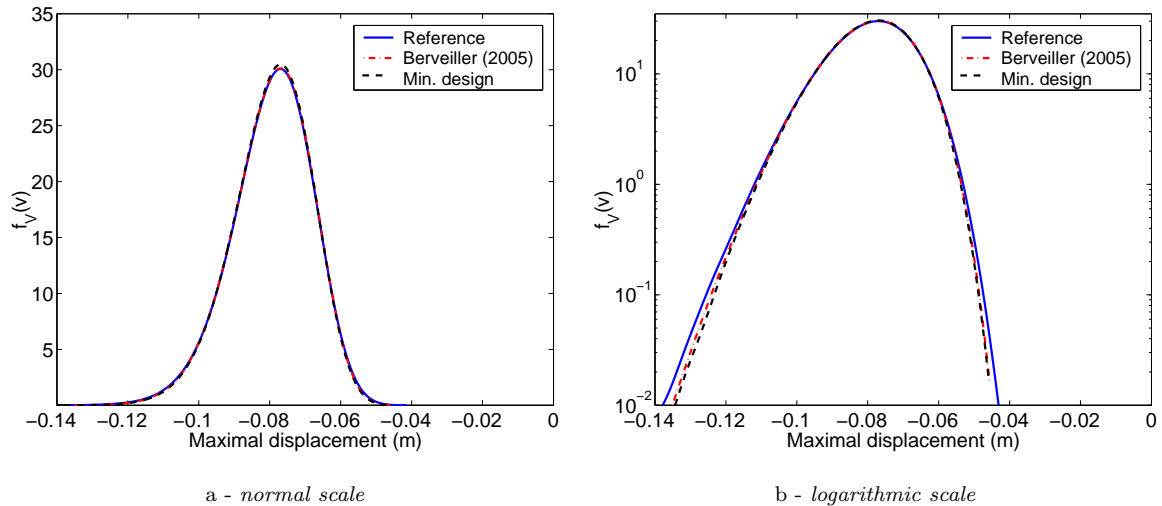 35
30
25
20
15
10
5
f_V(v)
−0.14 −0.12 −0.1 −0.08 −0.06 −0.04 −0.02 0
Maximal displacement (m)
Reference
Berveiller (2005)
Min. design
a - normal scale
10^1
10^0
10^−1
10^−2
f_V(v)
−0.14 −0.12 −0.1 −0.08 −0.06 −0.04 −0.02 0
Maximal displacement (m)
Reference
Berveiller (2005)
Min. design
b - logarithmic scale